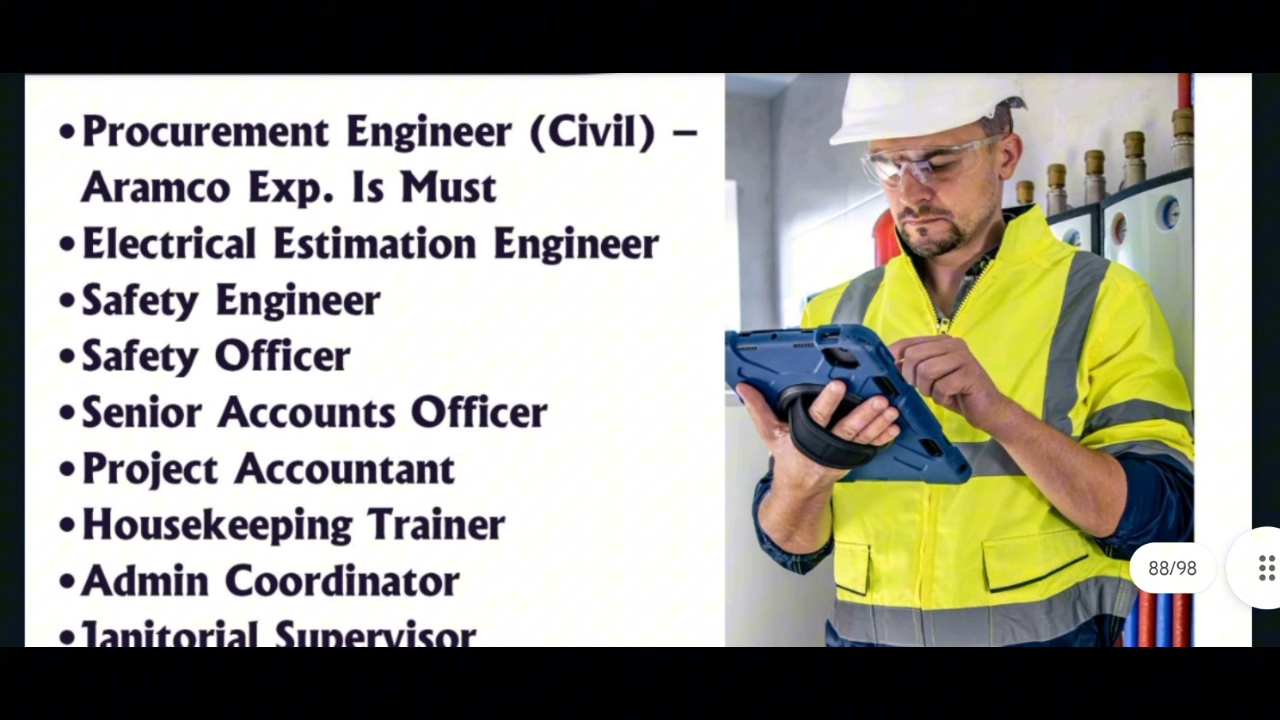 •Procurement Engineer (Civil) –
Aramco Exp. Is Must
•Electrical Estimation Engineer
•Safety Engineer
•Safety Officer
•Senior Accounts Officer
•Project Accountant
•Housekeeping Trainer
•Admin Coordinator
•Janitorial Supervisor
88/98